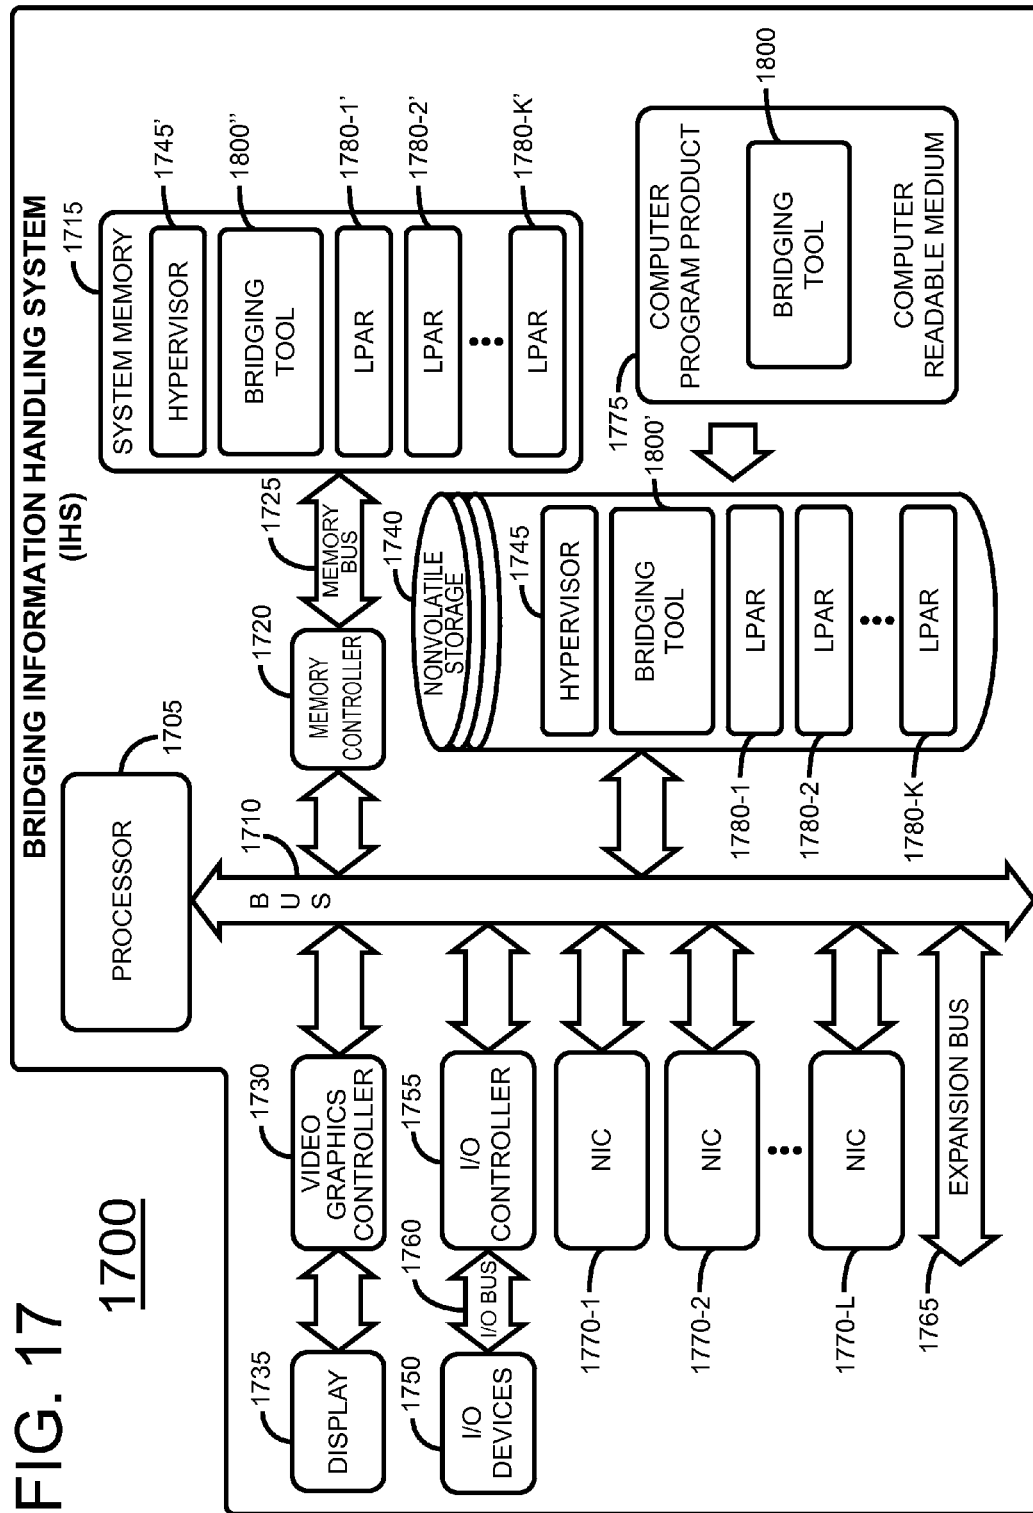 FIG. 17
1700
BRIDGING INFORMATION HANDLING SYSTEM
(IHS)
PROCESSOR
1705
1710
B
U
S
1735
DISPLAY
1730
VIDEO
GRAPHICS
CONTROLLER
1720
MEMORY
CONTROLLER
1725
MEMORY
BUS
1715
SYSTEM MEMORY
HYPERVISOR
1745'
BRIDGING
TOOL
1800''
LPAR
1780-1'
LPAR
1780-2'
•••
LPAR
1780-K'
1750
I/O
DEVICES
1760
I/O BUS
1755
I/O
CONTROLLER
1740
NONVOLATILE
STORAGE
1745
HYPERVISOR
BRIDGING
TOOL
1800'
LPAR
1780-1
LPAR
1780-2
•••
LPAR
1780-K
1775
COMPUTER
PROGRAM PRODUCT
BRIDGING
TOOL
1800
COMPUTER
READABLE MEDIUM
NIC
1770-1
NIC
1770-2
•••
NIC
1770-L
EXPANSION BUS
1765